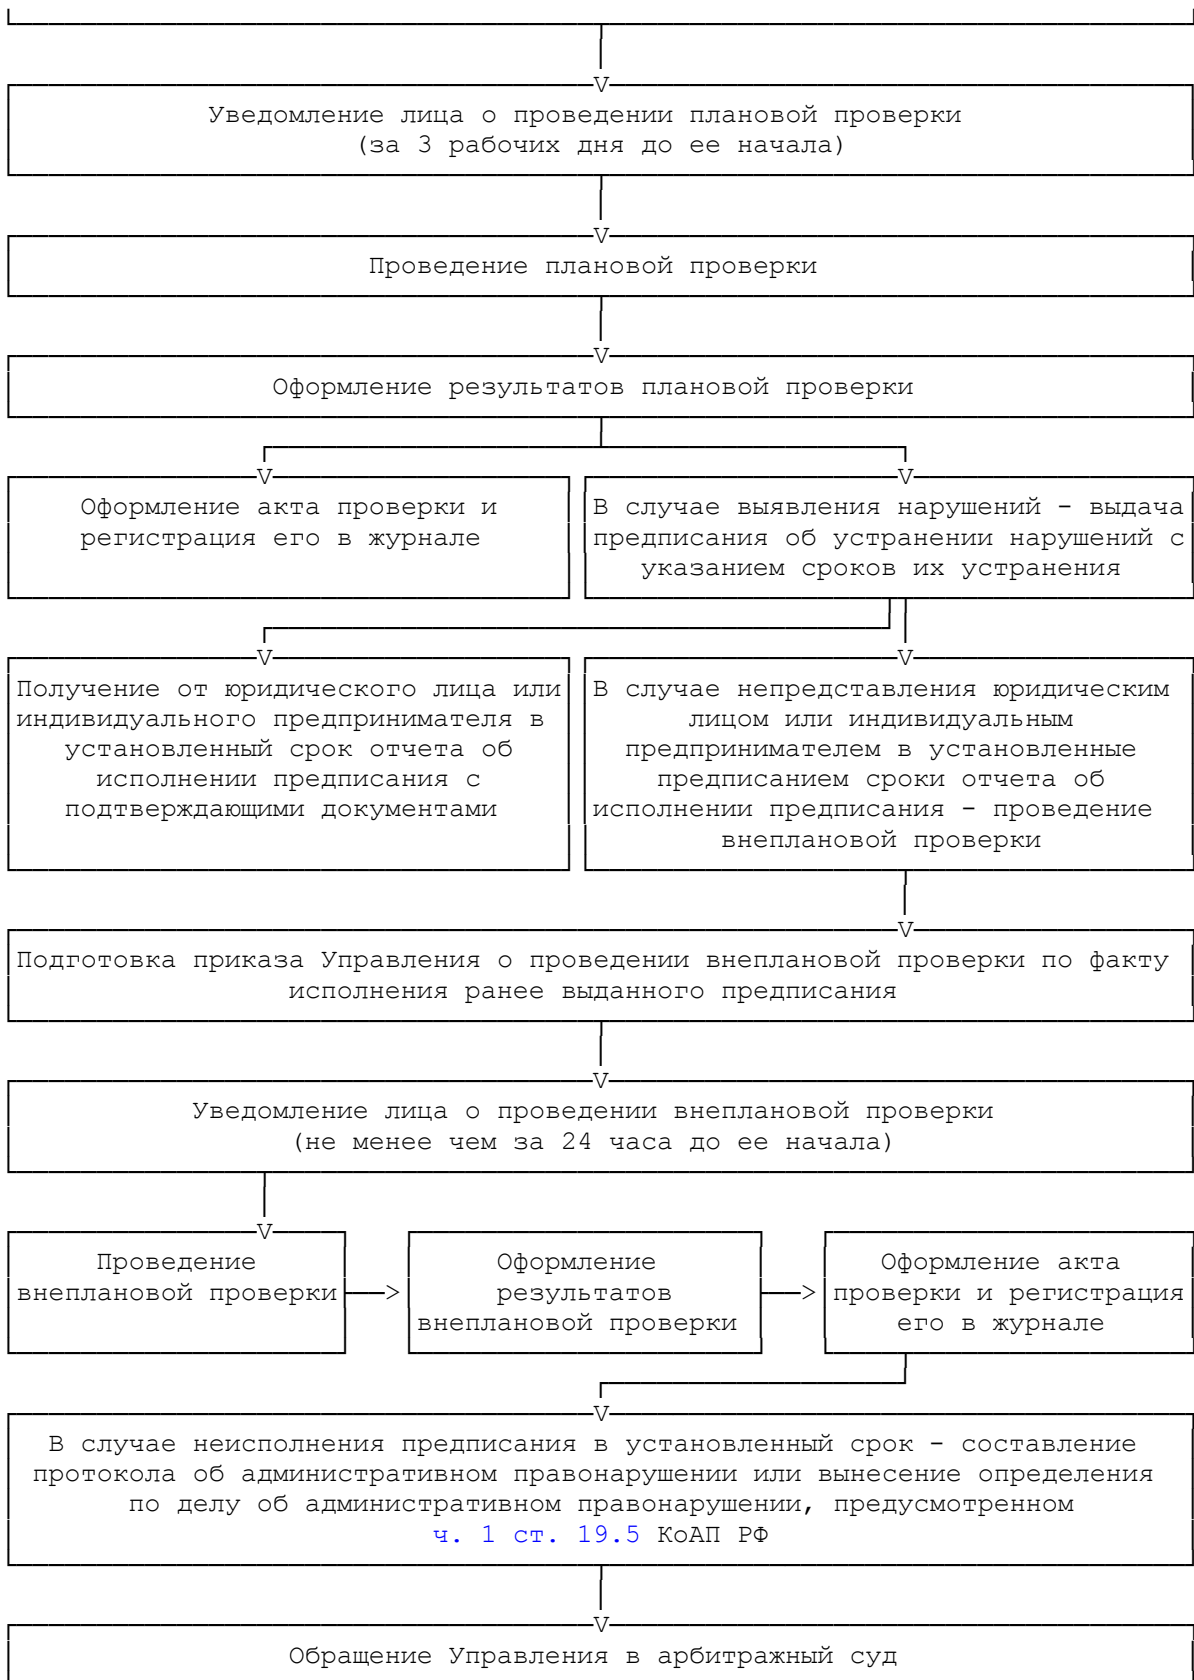 Уведомление лица о проведении плановой проверки
(за 3 рабочих дня до ее начала)
Проведение плановой проверки
Оформление результатов плановой проверки
Оформление акта проверки и
регистрация его в журнале
В случае выявления нарушений - выдача
предписания об устранении нарушений с
указанием сроков их устранения
Получение от юридического лица или
индивидуального предпринимателя в
установленный срок отчета об
исполнении предписания с
подтверждающими документами
В случае непредставления юридическим
лицом или индивидуальным
предпринимателем в установленные
предписанием сроки отчета об
исполнении предписания - проведение
внеплановой проверки
Подготовка приказа Управления о проведении внеплановой проверки по факту
исполнения ранее выданного предписания
Уведомление лица о проведении внеплановой проверки
(не менее чем за 24 часа до ее начала)
Проведение
внеплановой проверки
Оформление
результатов
внеплановой проверки
Оформление акта
проверки и регистрация
его в журнале
В случае неисполнения предписания в установленный срок - составление
протокола об административном правонарушении или вынесение определения
по делу об административном правонарушении, предусмотренном
ч. 1 ст. 19.5 КоАП РФ
Обращение Управления в арбитражный суд